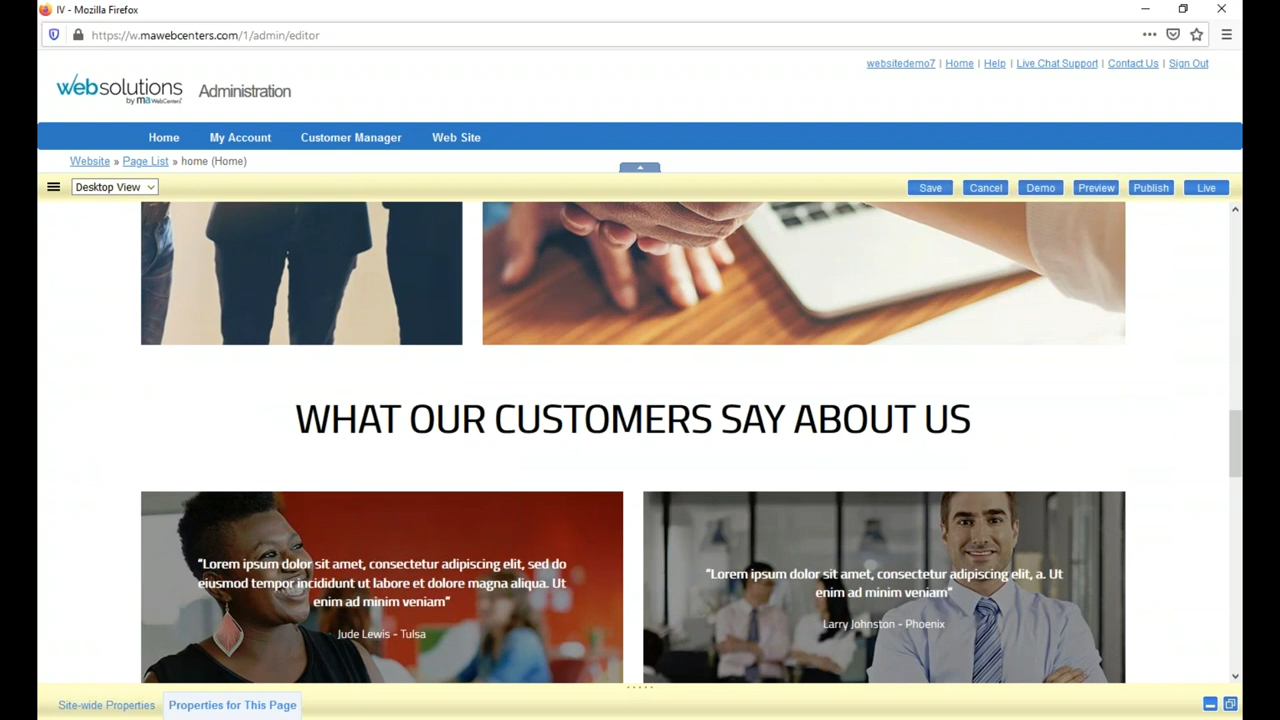 IV - Mozilla Firefox
https://w.mawebcenters.com/1/admin/editor
websitedemo7 | Home | Help | Live Chat Support | Contact Us | Sign Out
websolutions
by ma WebCenters
Administration
Home My Account Customer Manager Web Site
Website » Page List » home (Home)
Desktop View Save Cancel Demo Preview Publish Live
WHAT OUR CUSTOMERS SAY ABOUT US
“Lorem ipsum dolor sit amet, consectetur adipiscing elit, sed do
eiusmod tempor incididunt ut labore et dolore magna aliqua. Ut
enim ad minim veniam”
Jude Lewis - Tulsa
“Lorem ipsum dolor sit amet, consectetur adipiscing elit, a. Ut
enim ad minim veniam”
Larry Johnston - Phoenix
Site-wide Properties Properties for This Page